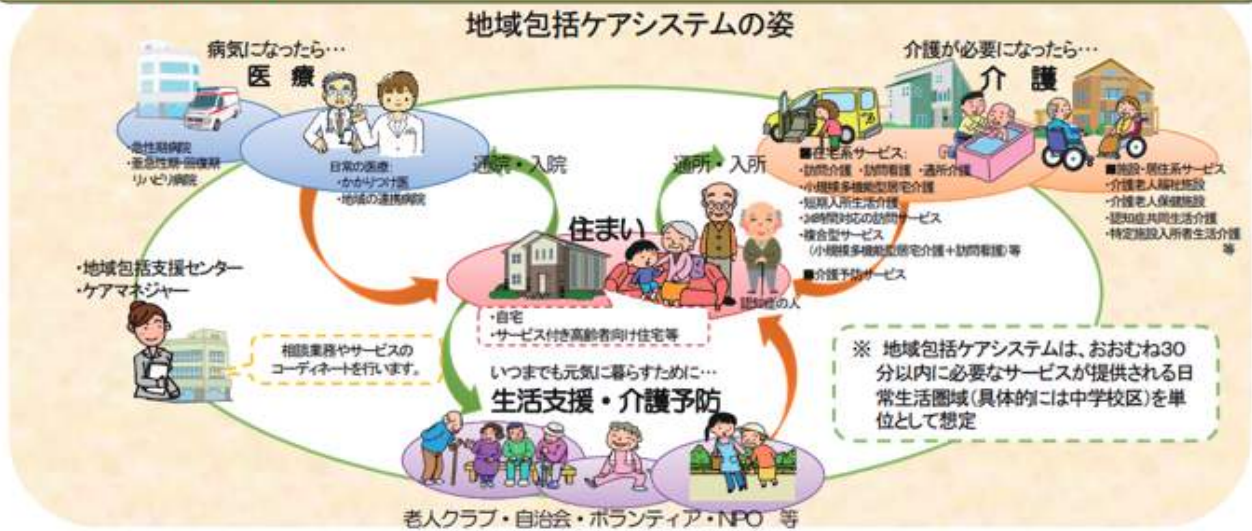 地域包括ケアシステムの姿
病気になったら…
医 療
・急性期病院
・亜急性期・回復期
リハビリ病院
日常の医療：
・かかりつけ医
・地域の連携病院
通院・入院
通所・入所
介護が必要になったら…
介 護
■在宅系サービス：
・訪問介護 ・訪問看護 ・通所介護
・小規模多機能型居宅介護
・短期入所生活介護
・24時間対応の訪問サービス
・複合型サービス
（小規模多機能型居宅介護＋訪問看護）等
■介護予防サービス
■施設・居住系サービス
・介護老人福祉施設
・介護老人保健施設
・認知症共同生活介護
・特定施設入所者生活介護
等
住まい
認知症の人
・自宅
・サービス付き高齢者向け住宅等
・地域包括支援センター
・ケアマネジャー
相談業務やサービスの
コーディネートを行います。
いつまでも元気に暮らすために…
生活支援・介護予防
老人クラブ・自治会・ボランティア・NPO 等
※ 地域包括ケアシステムは、おおむね30
分以内に必要なサービスが提供される日
常生活圏域（具体的には中学校区）を単
位として想定